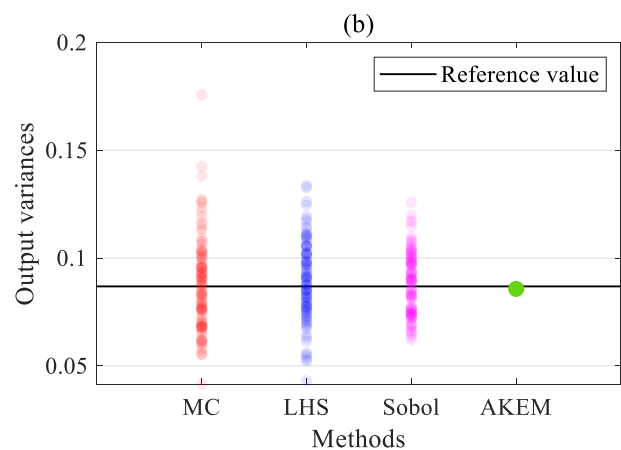 (b)
0.2
Reference value
0.15
0.1
0.05
Output variances
MC LHS Sobol AKEM
Methods